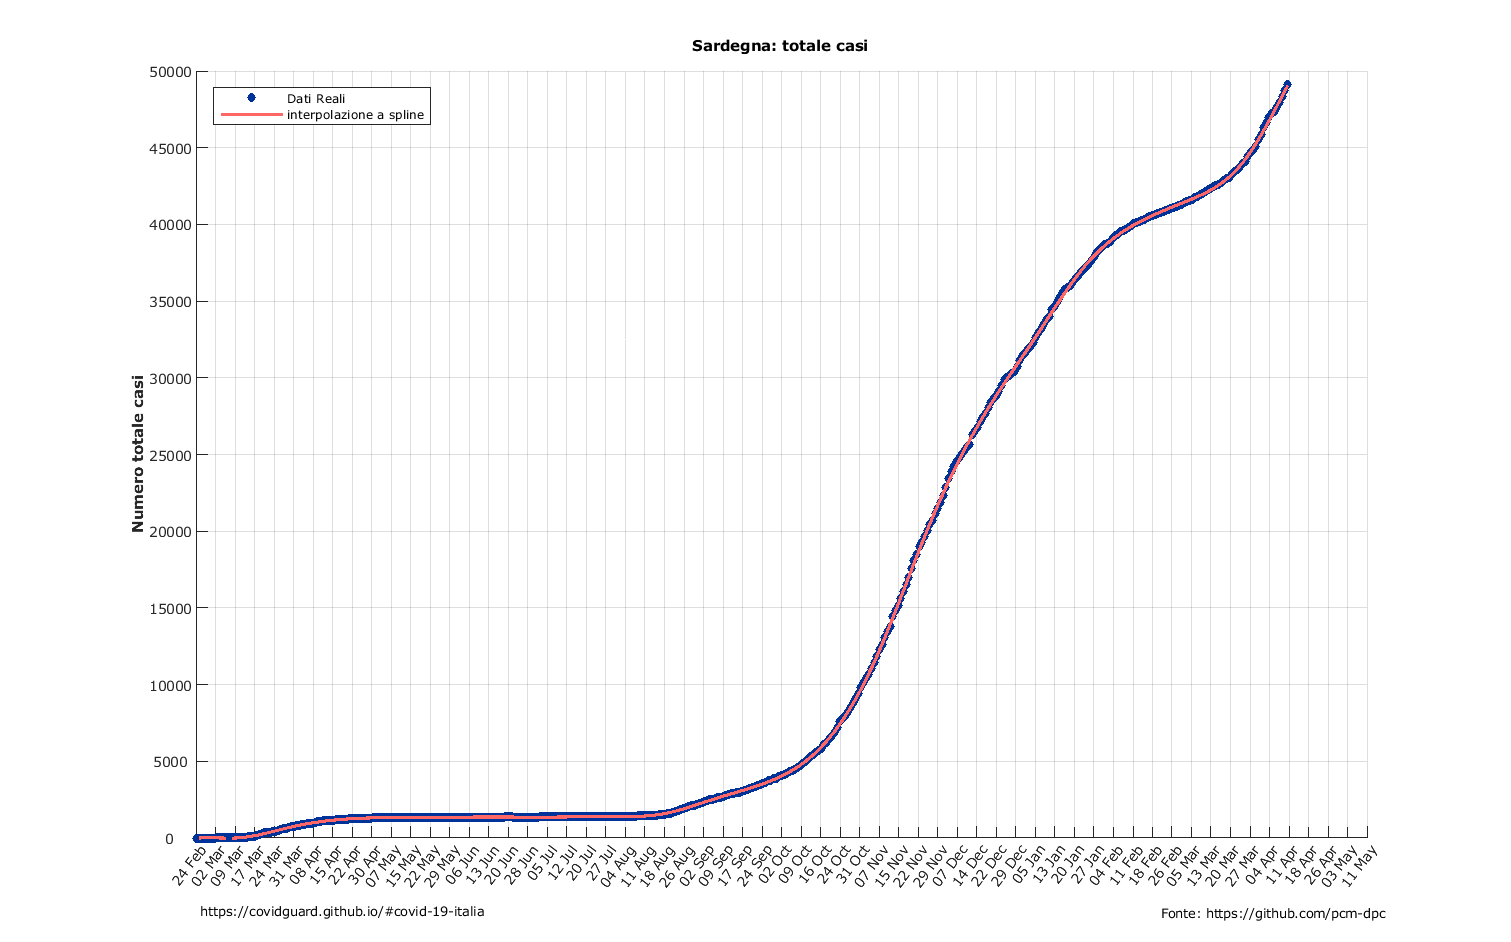 Sardegna: totale casi
50000
45000
40000
35000
30000
25000
20000
15000
10000
5000
0
Dati Reali
interpolazione a spline
Numero totale casi
24 Feb
02 Mar
09 Mar
17 Mar
24 Mar
31 Mar
08 Apr
15 Apr
22 Apr
30 Apr
07 May
15 May
22 May
29 May
06 Jun
13 Jun
20 Jun
28 Jun
05 Jul
12 Jul
20 Jul
27 Jul
04 Aug
11 Aug
18 Aug
26 Aug
02 Sep
09 Sep
17 Sep
24 Sep
02 Oct
09 Oct
16 Oct
24 Oct
31 Oct
07 Nov
15 Nov
22 Nov
29 Nov
07 Dec
14 Dec
22 Dec
29 Dec
05 Jan
13 Jan
20 Jan
27 Jan
04 Feb
11 Feb
18 Feb
26 Feb
05 Mar
13 Mar
20 Mar
27 Mar
04 Apr
11 Apr
18 Apr
26 Apr
03 May
11 May
https://covidguard.github.io/#covid-19-italia
Fonte: https://github.com/pcm-dpc